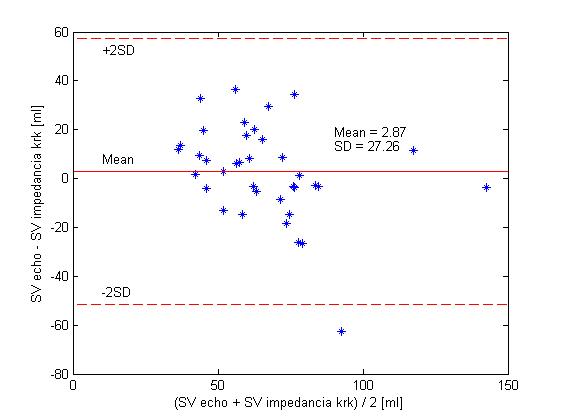 60
+2SD
40
20
Mean = 2.87
SD = 27.26
Mean
0
-20
-40
-2SD
-60
-80
0
50
100
150
SV echo - SV impedancia krk [ml]
(SV echo + SV impedancia krk) / 2 [ml]